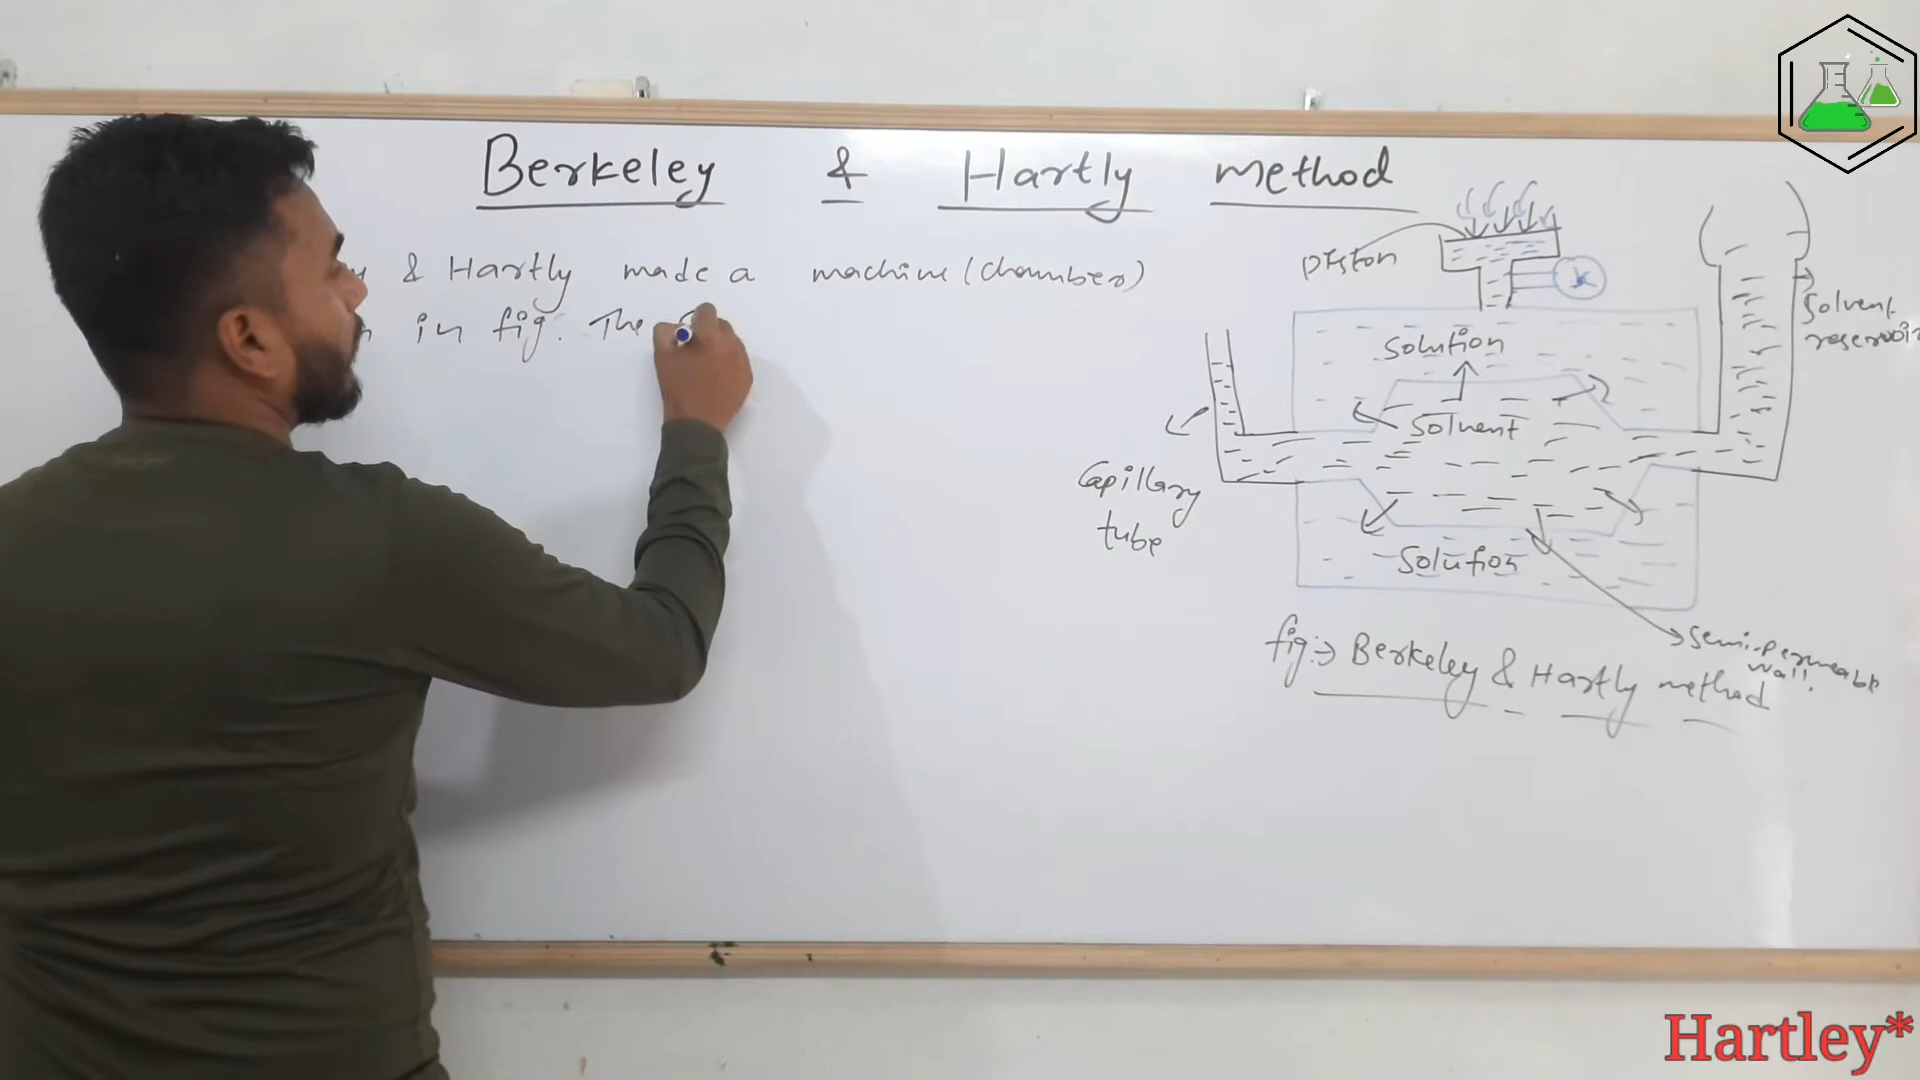 Berkeley & Hartly method
& Hartly made a machine (chamber)
in fig. The
Piston
Solution
Solvent
Solution
Solvent
reservoir
Capillary
tube
Semi-permeable
wall.
fig:→ Berkeley & Hartly method
Hartley*